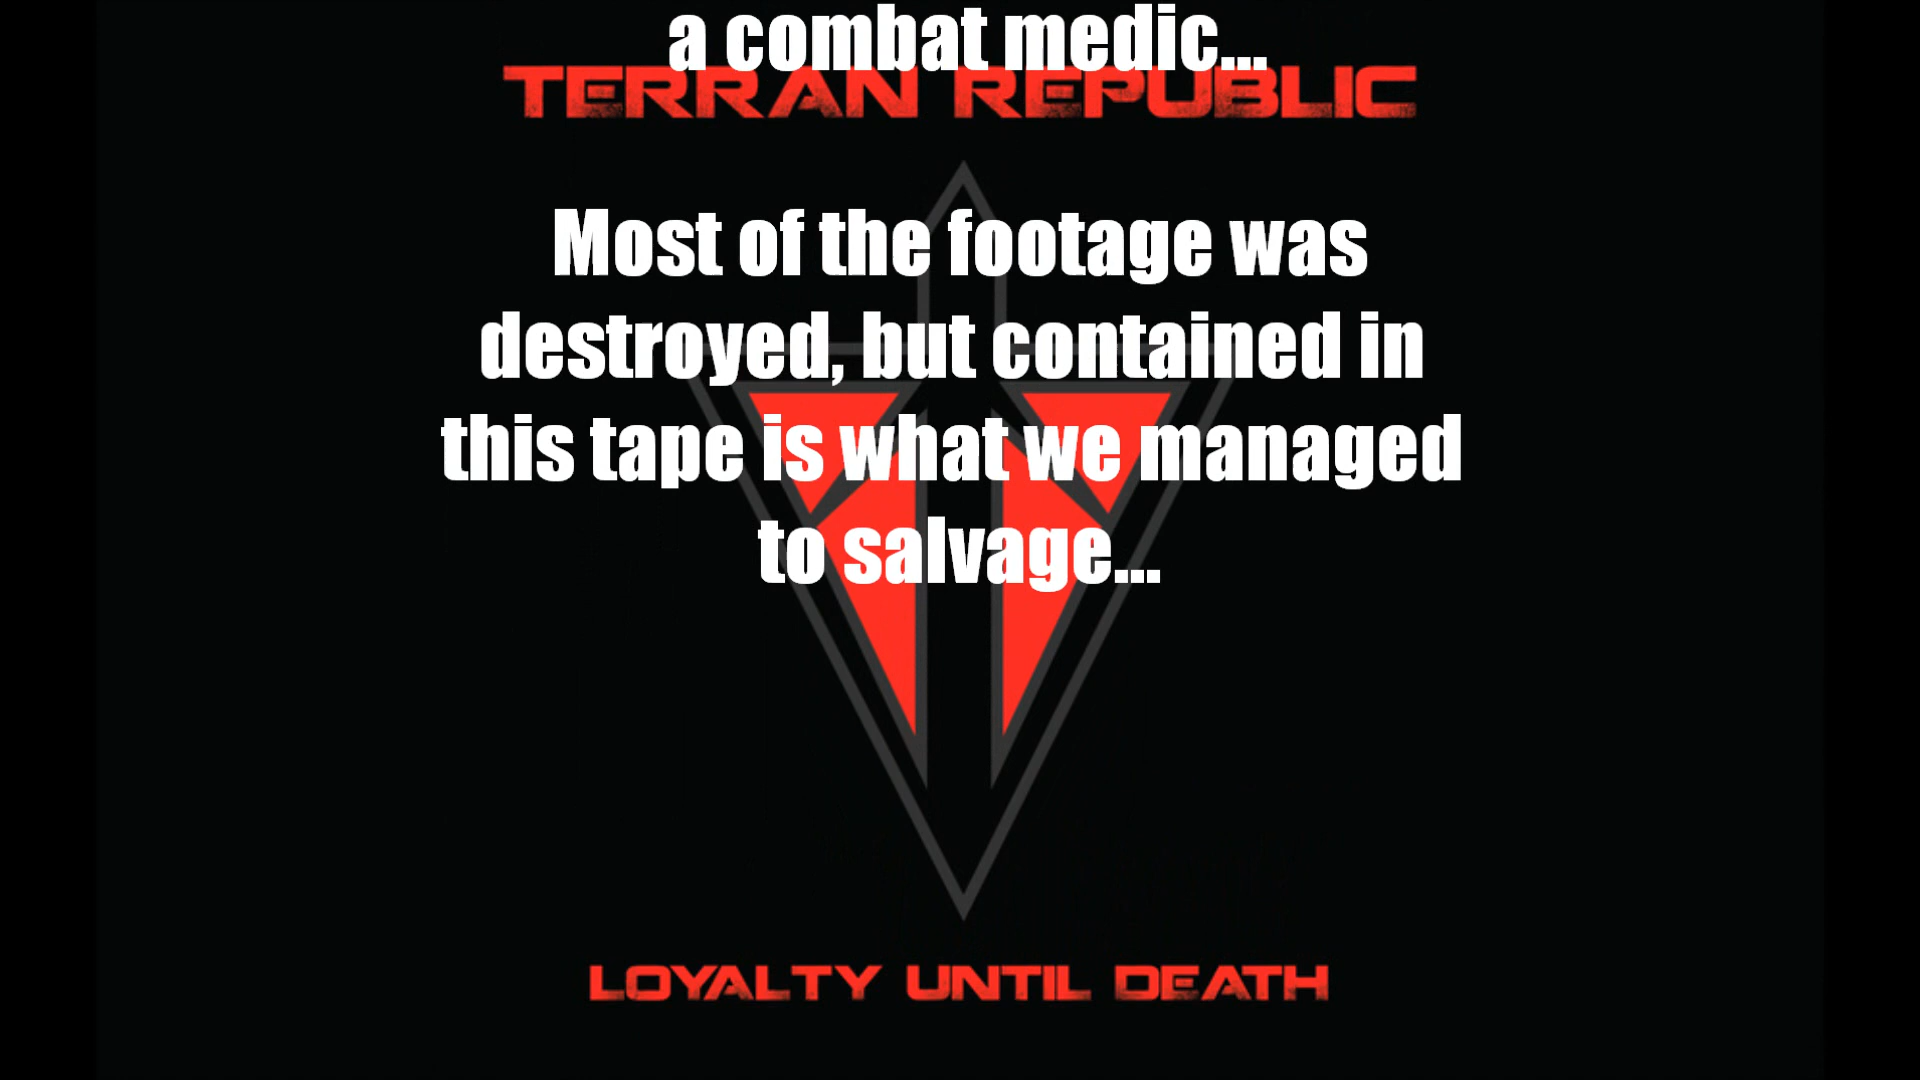 a combat medic...
TERRAN REPUBLIC
Most of the footage was
destroyed, but contained in
this tape is what we managed
to salvage...
LOYALTY UNTIL DEATH